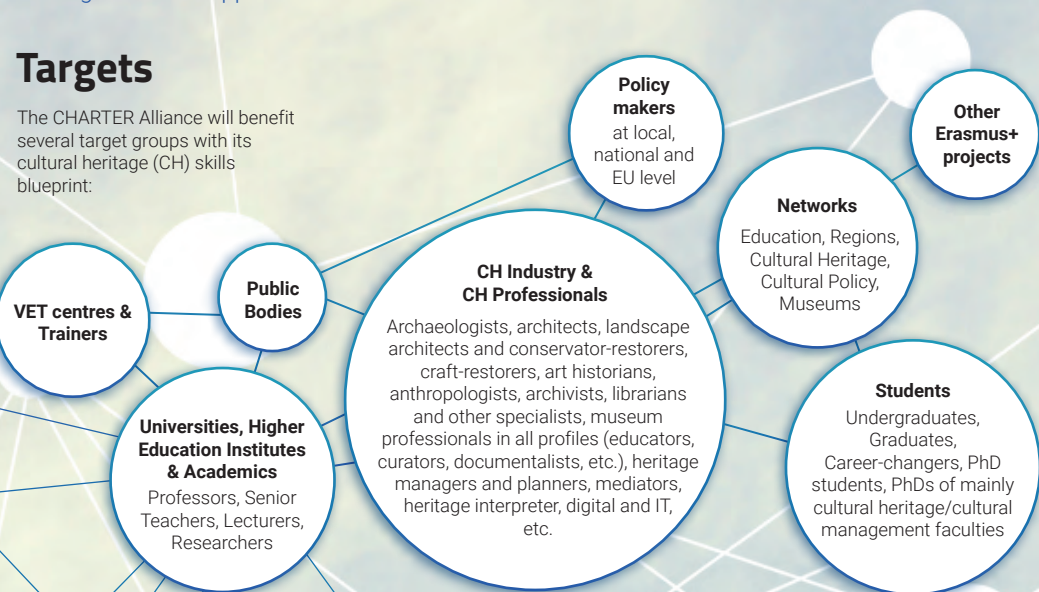 Targets
The CHARTER Alliance will benefit
several target groups with its
cultural heritage (CH) skills
blueprint:
Policy
makers
at local,
national and
EU level
Other
Erasmus+
projects
Networks
Education, Regions,
Cultural Heritage,
Cultural Policy,
Museums
VET centres &
Trainers
Public
Bodies
CH Industry &
CH Professionals
Archaeologists, architects, landscape
architects and conservator-restorers,
craft-restorers, art historians,
anthropologists, archivists, librarians
and other specialists, museum
professionals in all profiles (educators,
curators, documentalists, etc.), heritage
managers and planners, mediators,
heritage interpreter, digital and IT,
etc.
Universities, Higher
Education Institutes
& Academics
Professors, Senior
Teachers, Lecturers,
Researchers
Students
Undergraduates,
Graduates,
Career-changers, PhD
students, PhDs of mainly
cultural heritage/cultural
management faculties